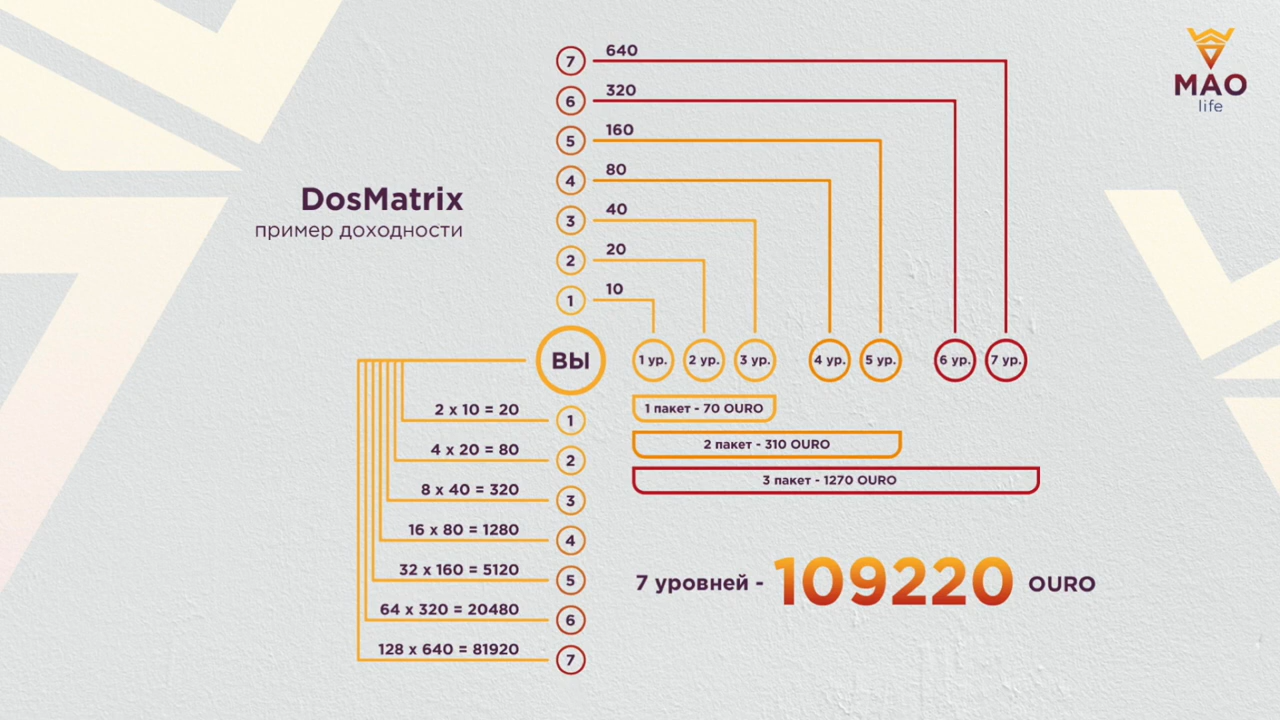 MAO
life
DosMatrix
пример доходности
7 640
6 320
5 160
4 80
3 40
2 20
1 10
ВЫ
1 ур. 2 ур. 3 ур. 4 ур. 5 ур. 6 ур. 7 ур.
1 пакет - 70 OURO
2 пакет - 310 OURO
3 пакет - 1270 OURO
2 x 10 = 20 1
4 x 20 = 80 2
8 x 40 = 320 3
16 x 80 = 1280 4
32 x 160 = 5120 5
64 x 320 = 20480 6
128 x 640 = 81920 7
7 уровней - 109220 OURO